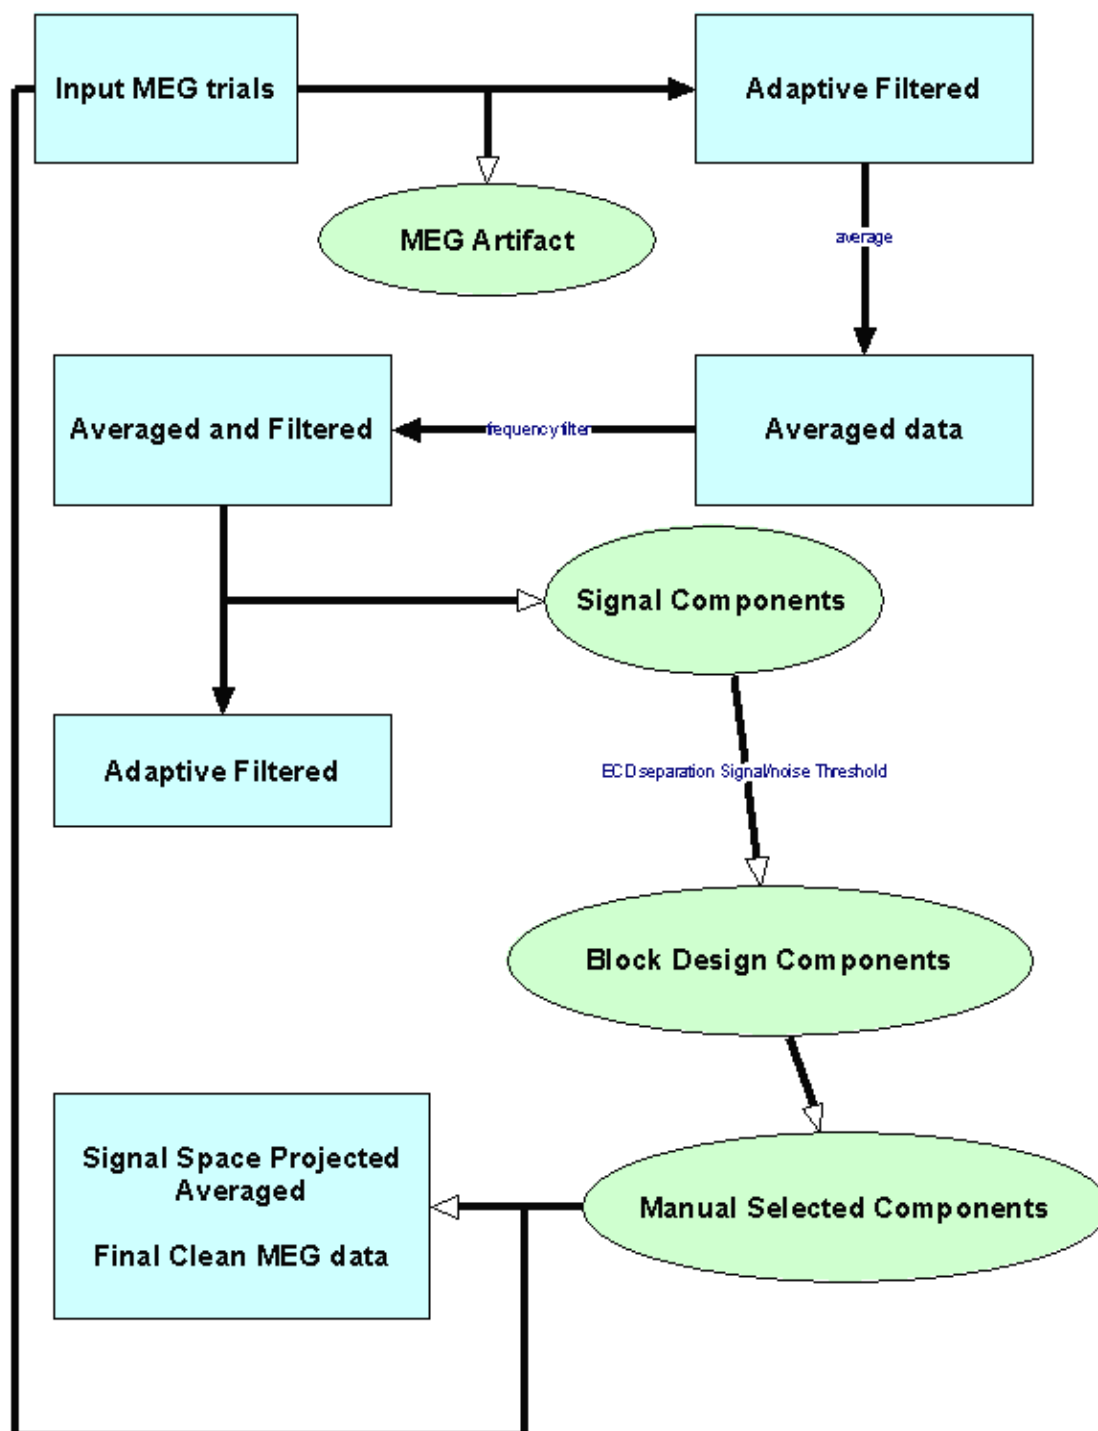 Input MEG trials
Adaptive Filtered
MEG Artifact
average
Averaged and Filtered
frequency filter
Averaged data
Signal Components
Adaptive Filtered
ECD separation Signal/noise Threshold
Block Design Components
Signal Space Projected
Averaged
Final Clean MEG data
Manual Selected Components